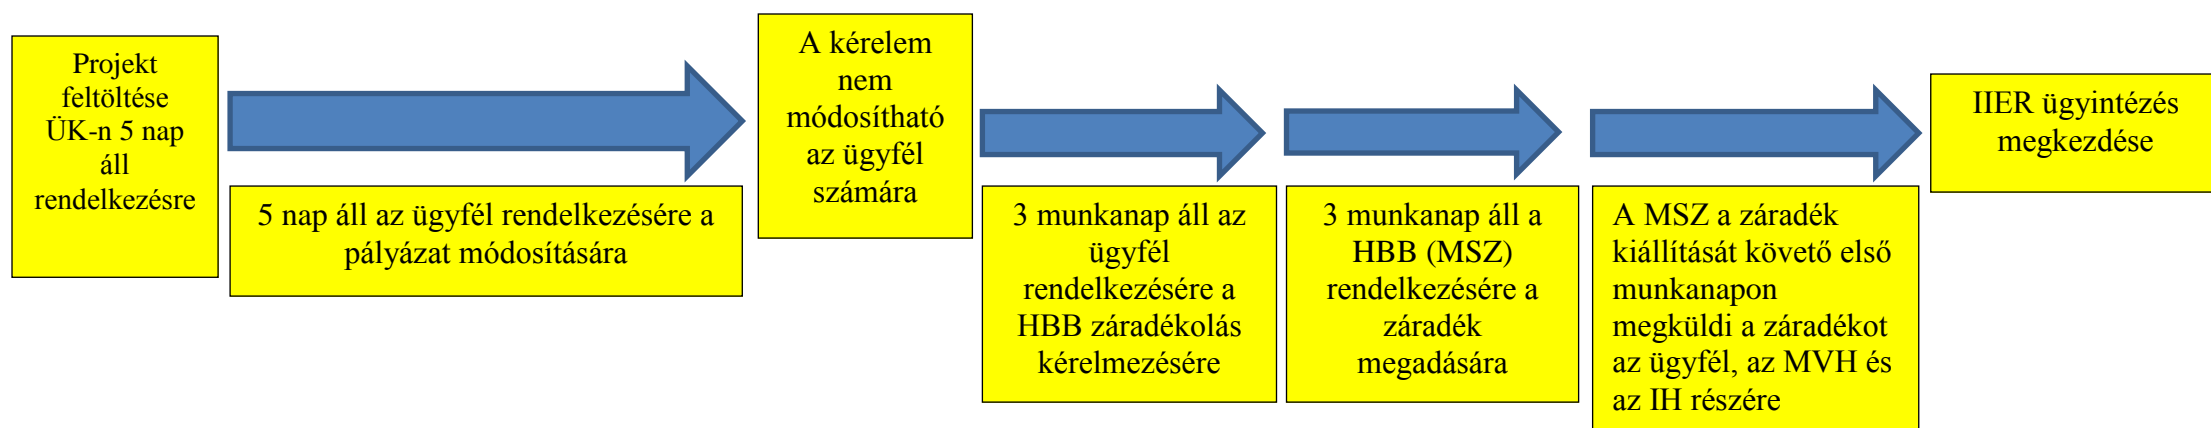 Projekt
feltöltése
ÜK-n 5 nap
áll
rendelkezésre
5 nap áll az ügyfél rendelkezésére a
pályázat módosítására
A kérelem
nem
módosítható
az ügyfél
számára
3 munkanap áll az
ügyfél
rendelkezésére a
HBB záradékolás
kérelmezésére
3 munkanap áll a
HBB (MSZ)
rendelkezésére a
záradék
megadására
A MSZ a záradék
kiállítását követő első
munkanapon
megküldi a záradékot
az ügyfél, az MVH és
az IH részére
IIER ügyintézés
megkezdése